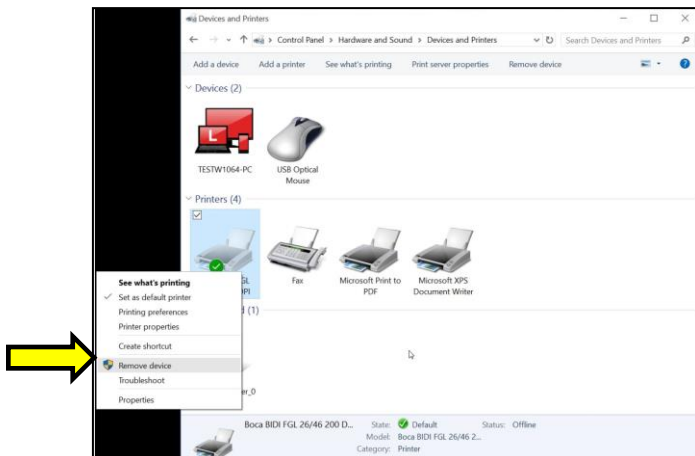 Devices and Printers
Control Panel > Hardware and Sound > Devices and Printers
Search Devices and Printers
Add a device Add a printer See what's printing Print server properties Remove device
Devices (2)
L
TESTW1064-PC
USB Optical
Mouse
Printers (4)
GL
Fax
Microsoft Print to
PDF
Microsoft XPS
Document Writer
See what's printing
Set as default printer
Printing preferences
Printer properties
Create shortcut
Remove device
Troubleshoot
Properties
(1)
er_0
Boca BIDI FGL 26/46 200 D... State: Default Status: Offline
Model: Boca BIDI FGL 26/46 2...
Category: Printer